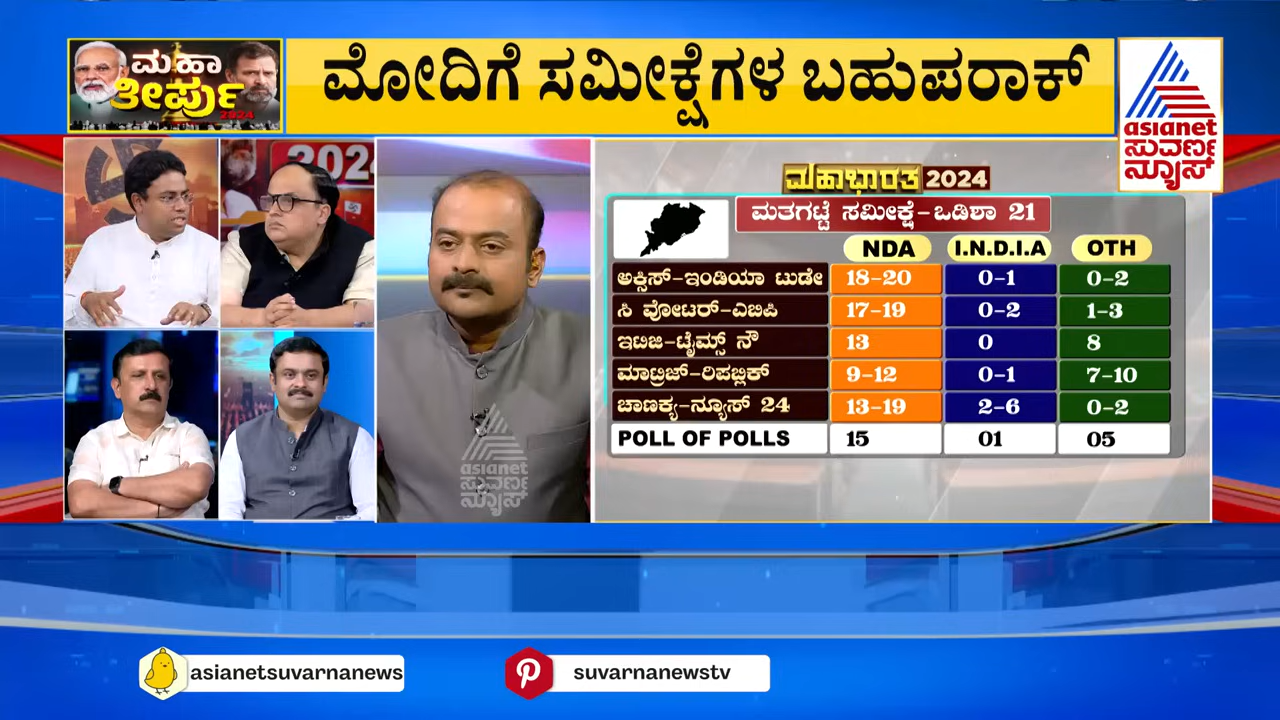 ಮಹಾ
ತೀರ್ಪು
2024
ಮೋದಿಗೆ ಸಮೀಕ್ಷೆಗಳ ಬಹುಪರಾಕ್
asianet
ಸುವರ್ಣ
ನ್ಯೂಸ್
2024
asianet
ಸುವರ್ಣ
ನ್ಯೂಸ್
ಮಹಾಭಾರತ 2024
ಮತಗಟ್ಟೆ ಸಮೀಕ್ಷೆ-ಒಡಿಶಾ 21
NDA I.N.D.I.A OTH
ಅಕ್ಸಿಸ್-ಇಂಡಿಯಾ ಟುಡೇ 18-20 0-1 0-2
ಸಿ ವೋಟರ್-ಎಬಿಪಿ 17-19 0-2 1-3
ಇಟಿಜಿ-ಟೈಮ್ಸ್ ನೌ 13 0 8
ಮಾಟ್ರಿಜ್-ರಿಪಬ್ಲಿಕ್ 9-12 0-1 7-10
ಚಾಣಕ್ಯ-ನ್ಯೂಸ್ 24 13-19 2-6 0-2
POLL OF POLLS 15 01 05
asianetsuvarnanews
suvarnanewstv